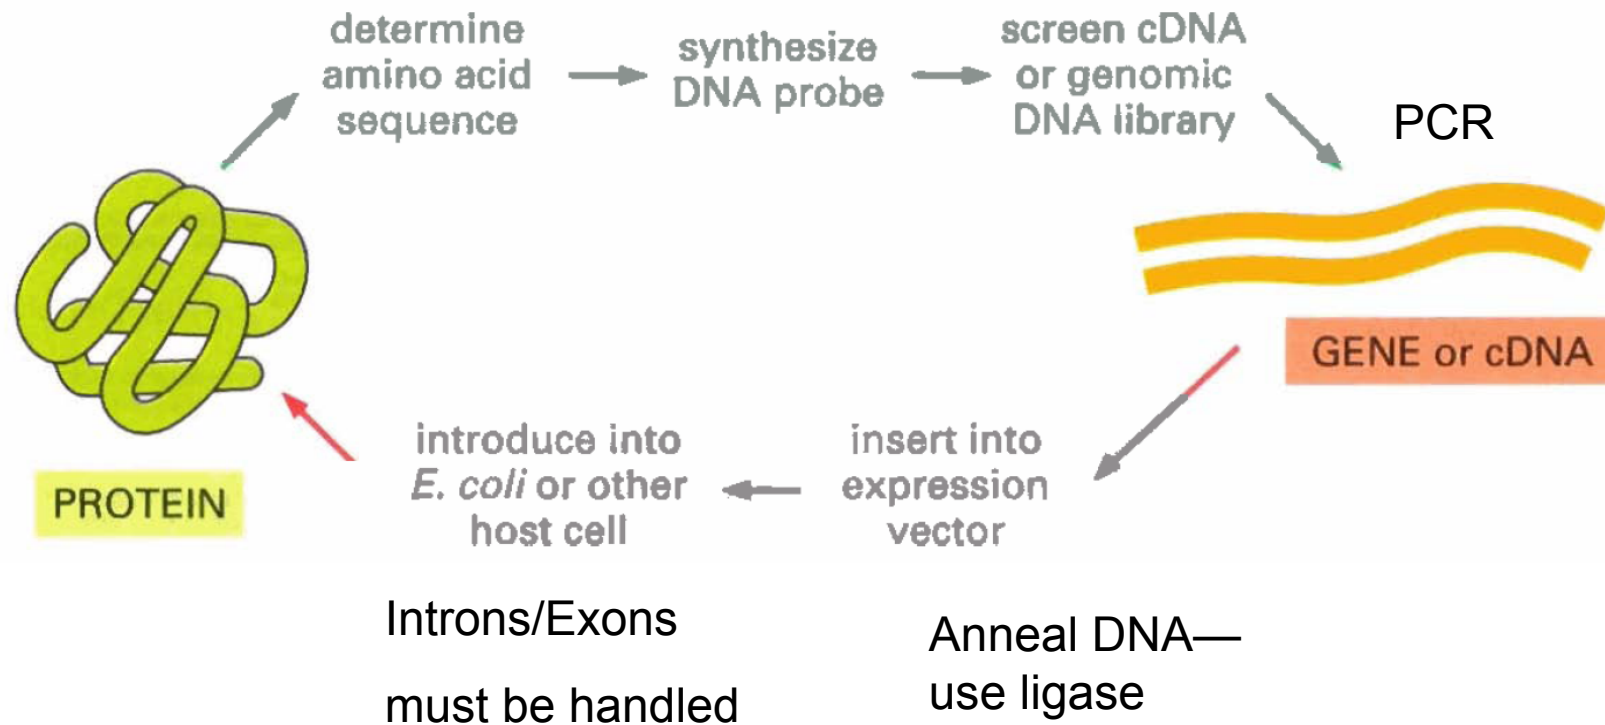 determine
amino acid
sequence
synthesize
DNA probe
screen cDNA
or genomic
DNA library
PCR
GENE or cDNA
insert into
expression
vector
introduce into
E. coli or other
host cell
PROTEIN
Introns/Exons
must be handled
Anneal DNA—
use ligase